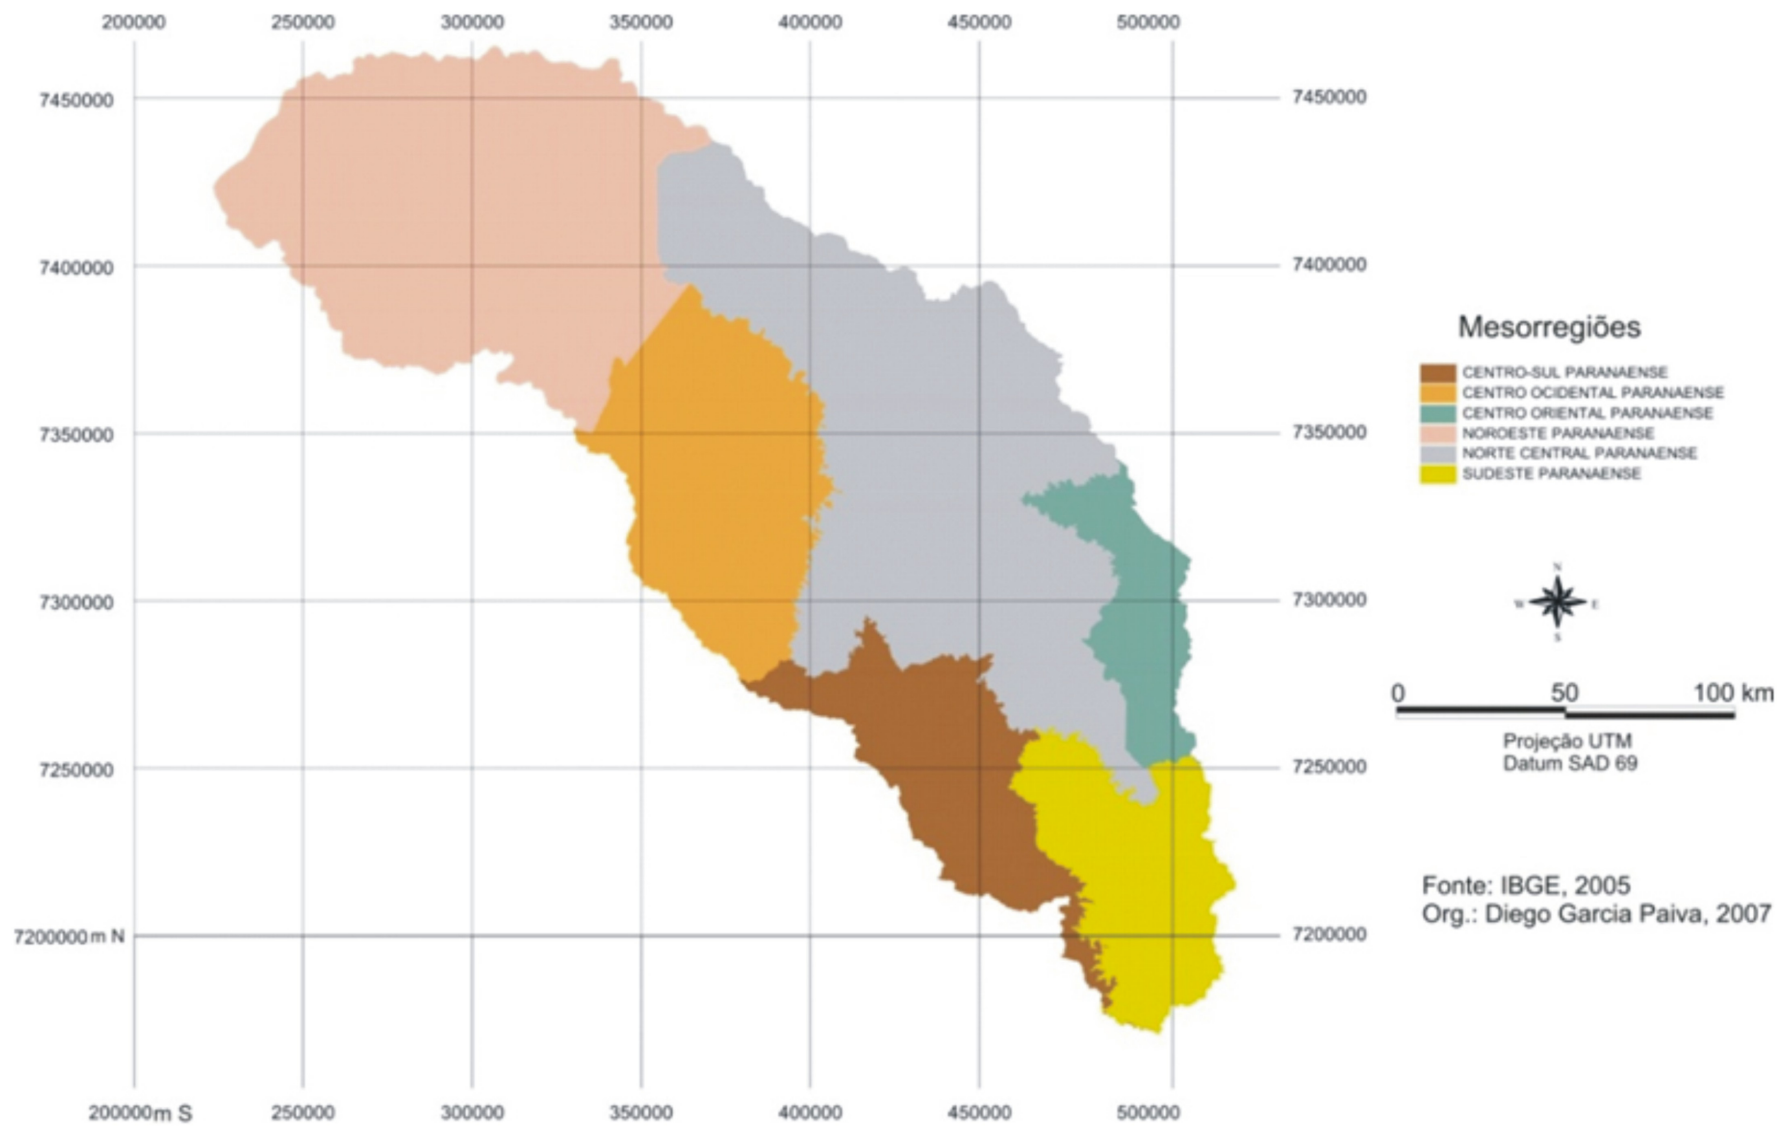 200000 250000 300000 350000 400000 450000 500000
7450000 7450000
7400000 7400000
7350000 7350000
7300000 7300000
7250000 7250000
7200000 m N 7200000
200000m S 250000 300000 350000 400000 450000 500000
Mesorregiões
CENTRO-SUL PARANAENSE
CENTRO OCIDENTAL PARANAENSE
CENTRO ORIENTAL PARANAENSE
NOROESTE PARANAENSE
NORTE CENTRAL PARANAENSE
SUDESTE PARANAENSE
N
W E
S
0 50 100 km
Projeção UTM
Datum SAD 69
Fonte: IBGE, 2005
Org.: Diego Garcia Paiva, 2007